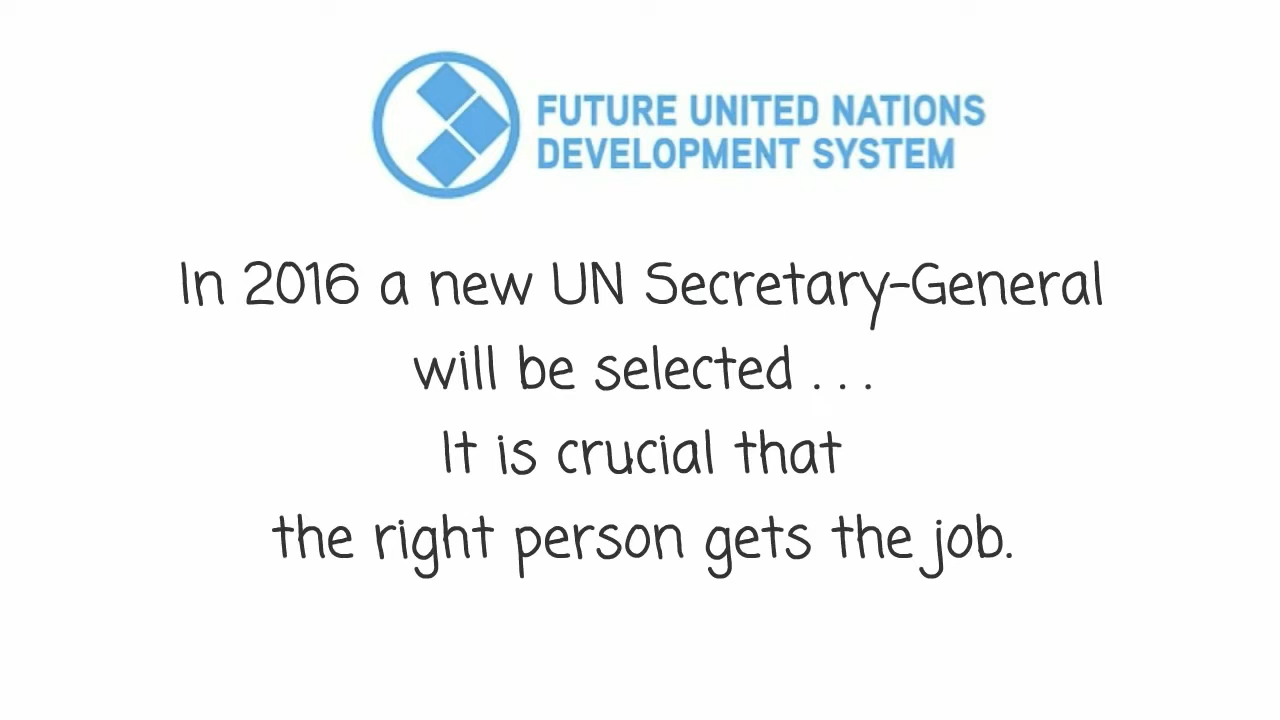 FUTURE UNITED NATIONS
DEVELOPMENT SYSTEM
In 2016 a new UN Secretary-General
will be selected . . .
It is crucial that
the right person gets the job.